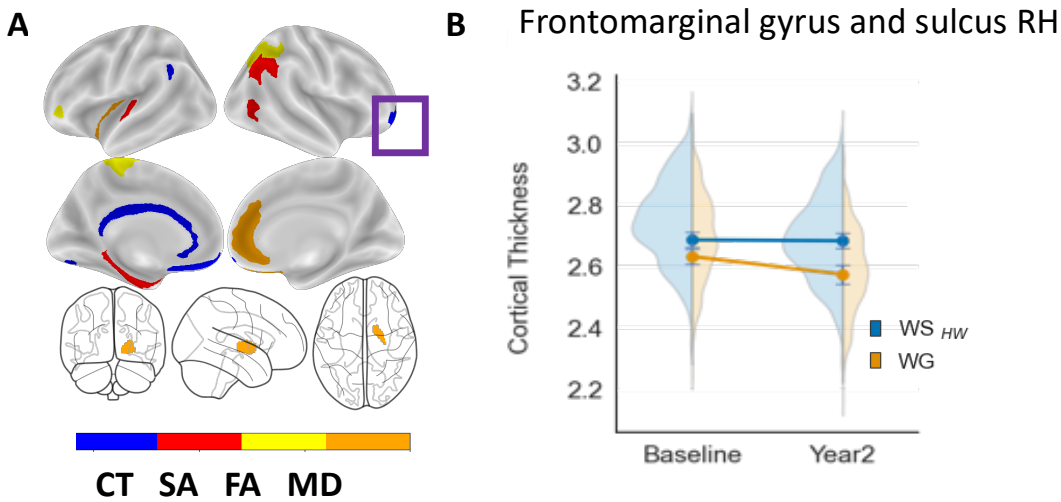 A
B
Frontomarginal gyrus and sulcus RH
CT SA FA MD
Cortical Thickness
3.2
3.0
2.8
2.6
2.4
2.2
WS HW
WG
Baseline Year2